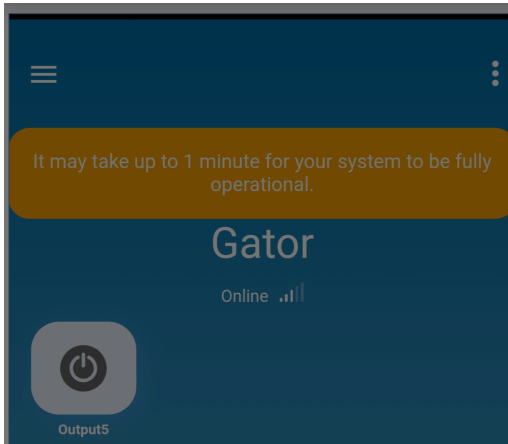 It may take up to 1 minute for your system to be fully
operational.
Gator
Online
Output5